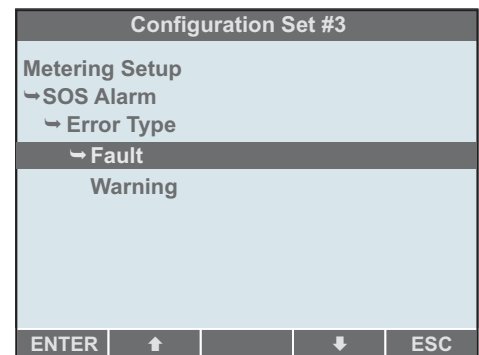 Configuration Set #3
Metering Setup
➥SOS Alarm
➥ Error Type
➥ Fault
Warning
ENTER ⬆ ⬇ ESC